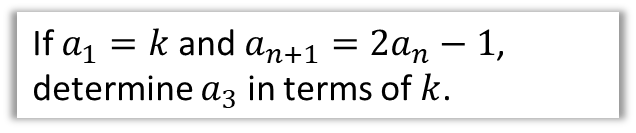 If a₁ = k and aₙ₊₁ = 2aₙ − 1,
determine a₃ in terms of k.